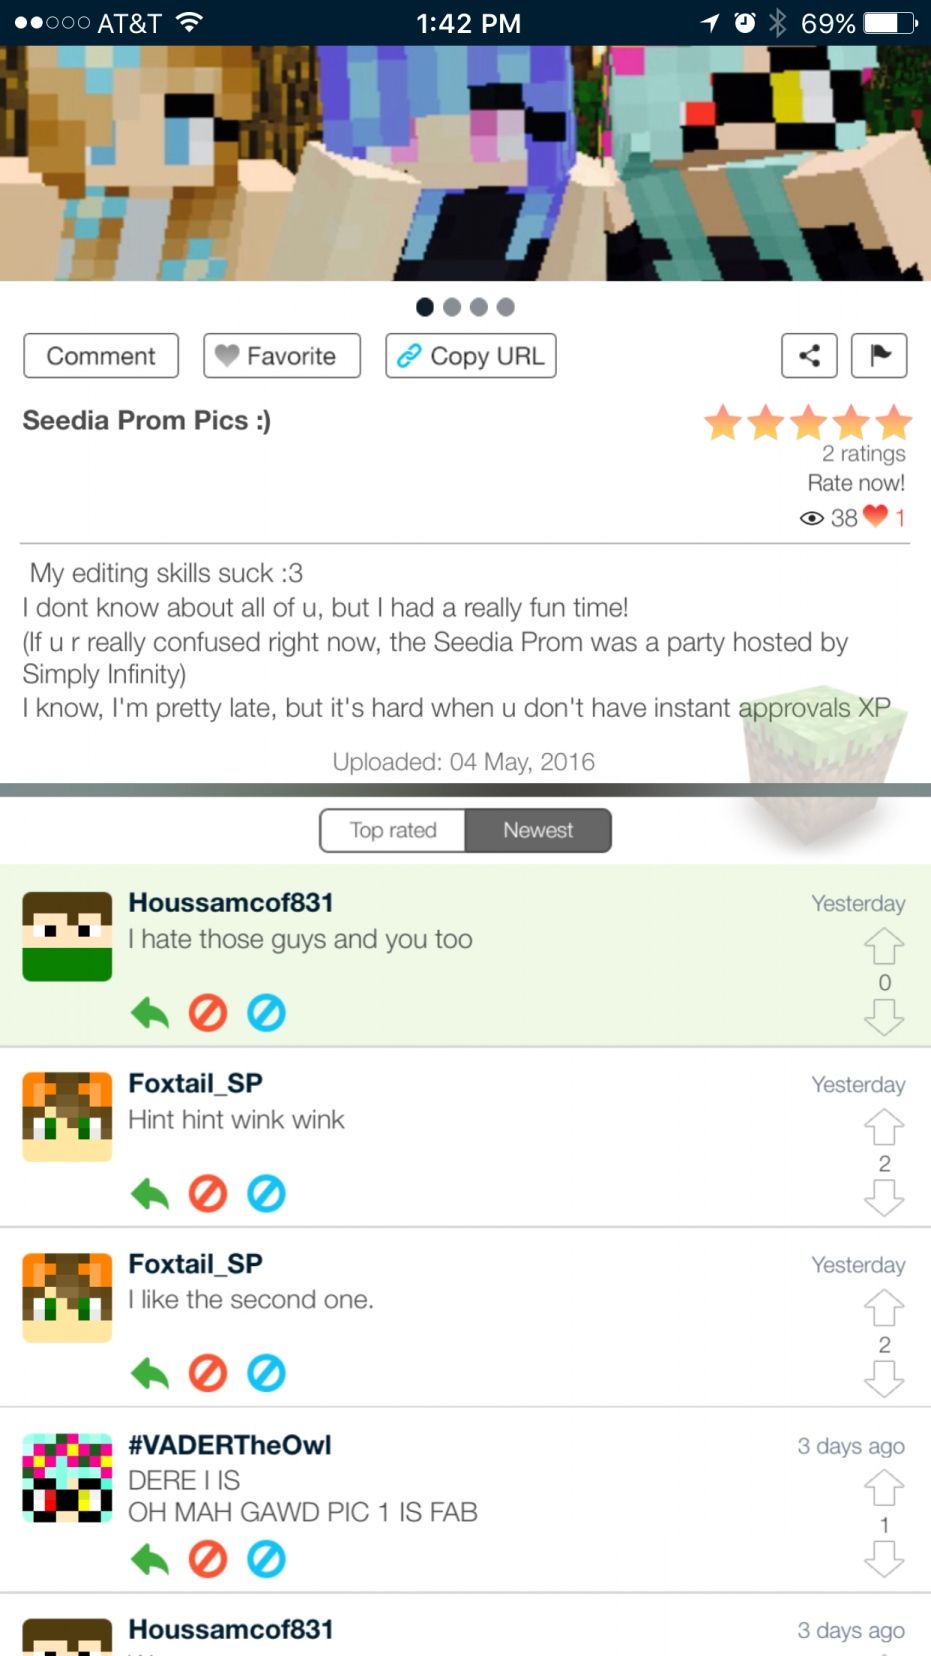 AT&T 1:42 PM 69%
Comment Favorite Copy URL
Seedia Prom Pics :)
2 ratings
Rate now!
38 1
My editing skills suck :3
I dont know about all of u, but I had a really fun time!
(If u r really confused right now, the Seedia Prom was a party hosted by
Simply Infinity)
I know, I'm pretty late, but it's hard when u don't have instant approvals XP
Uploaded: 04 May, 2016
Top rated Newest
Houssamcof831 Yesterday
I hate those guys and you too
0
Foxtail_SP Yesterday
Hint hint wink wink
2
Foxtail_SP Yesterday
I like the second one.
2
#VADERTheOwl 3 days ago
DERE I IS
OH MAH GAWD PIC 1 IS FAB
1
Houssamcof831 3 days ago